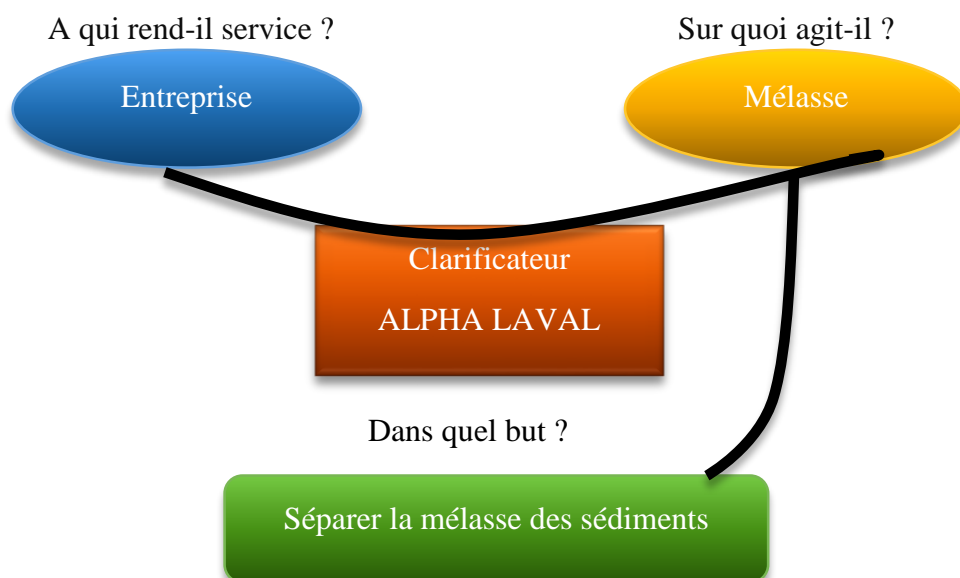 A qui rend-il service ?
Sur quoi agit-il ?
Entreprise
Mélasse
Clarificateur
ALPHA LAVAL
Dans quel but ?
Séparer la mélasse des sédiments